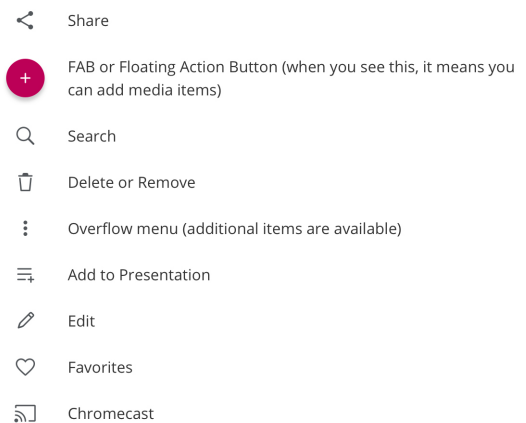 Share
FAB or Floating Action Button (when you see this, it means you
can add media items)
Search
Delete or Remove
Overflow menu (additional items are available)
Add to Presentation
Edit
Favorites
Chromecast